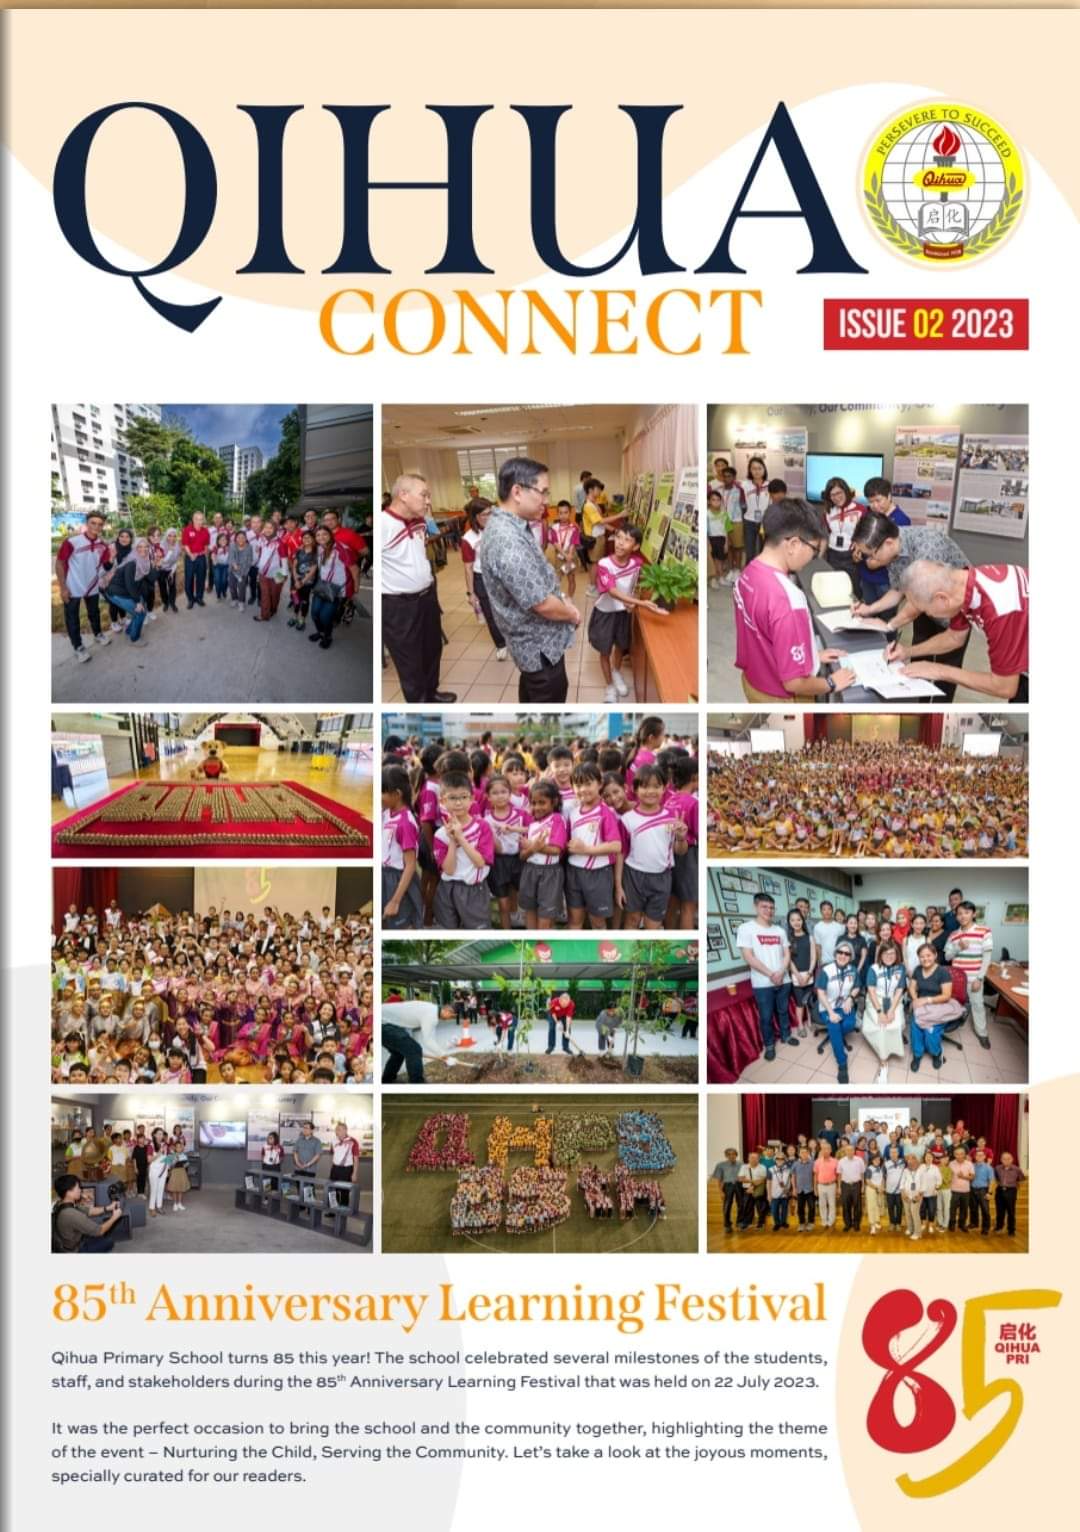 QIHUA
PERSEVERE TO SUCCEED
Qihua
启化
CONNECT
ISSUE 02 2023
85
85th Anniversary Learning Festival
Qihua Primary School turns 85 this year! The school celebrated several milestones of the students,
staff, and stakeholders during the 85th Anniversary Learning Festival that was held on 22 July 2023.
It was the perfect occasion to bring the school and the community together, highlighting the theme
of the event – Nurturing the Child, Serving the Community. Let's take a look at the joyous moments,
specially curated for our readers.
85
启化
QIHUA
PRI